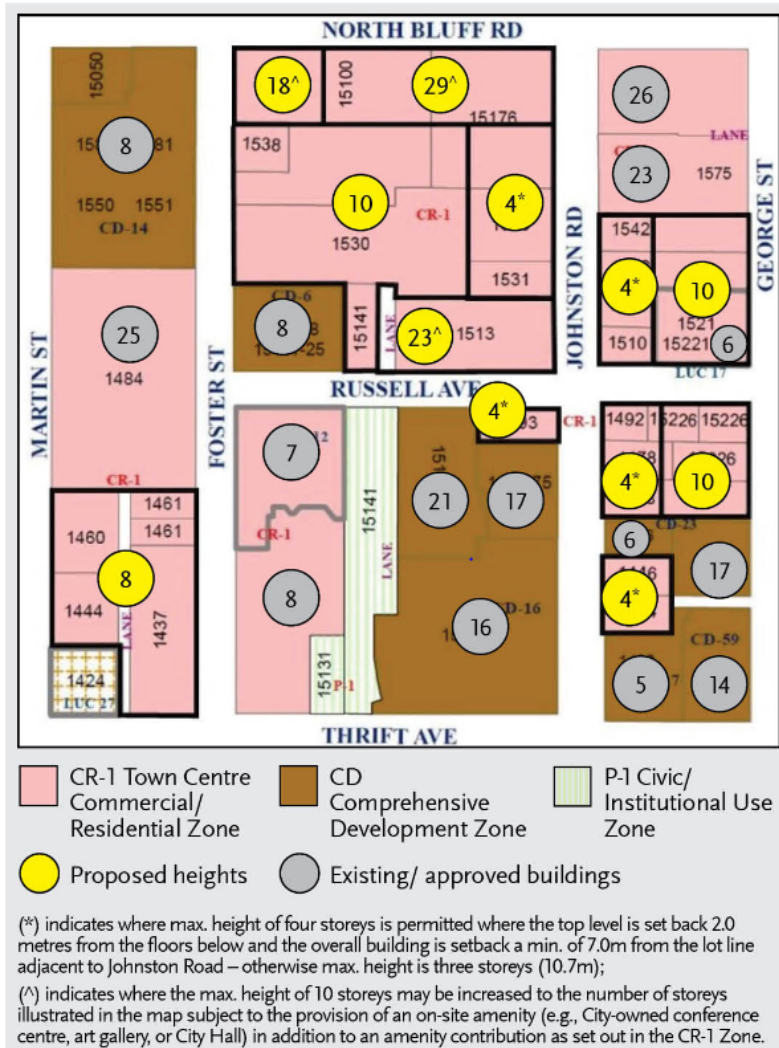 NORTH BLUFF RD
15050
8
1550 1551
CD-14
18^
15100
29^
15176
26
LANE
23
1575
1538
10
CR-1
1530
4*
1531
1542
4*
10
1510
1521
15221
6
LUC 17
GEORGE ST
JOHNSTON RD
25
1484
CD-6
8
15141
LANE
23^
1513
MARTIN ST
FOSTER ST
RUSSELL AVE
4*
CR-1
1492
15226
15226
4*
10
7
CR-1
15141
LANE
21
17
CR-1
1461
1461
1460
8
1444
LANE
1437
1424
LUC 27
8
15131
P-1
16
6
CD-23
17
4*
CD-59
5
14
THRIFT AVE
CR-1 Town Centre
Commercial/
Residential Zone
CD
Comprehensive
Development Zone
P-1 Civic/
Institutional Use
Zone
Proposed heights
Existing/ approved buildings
(*) indicates where max. height of four storeys is permitted where the top level is set back 2.0
metres from the floors below and the overall building is setback a min. of 7.0m from the lot line
adjacent to Johnston Road – otherwise max. height is three storeys (10.7m);
(^) indicates where the max. height of 10 storeys may be increased to the number of storeys
illustrated in the map subject to the provision of an on-site amenity (e.g., City-owned conference
centre, art gallery, or City Hall) in addition to an amenity contribution as set out in the CR-1 Zone.